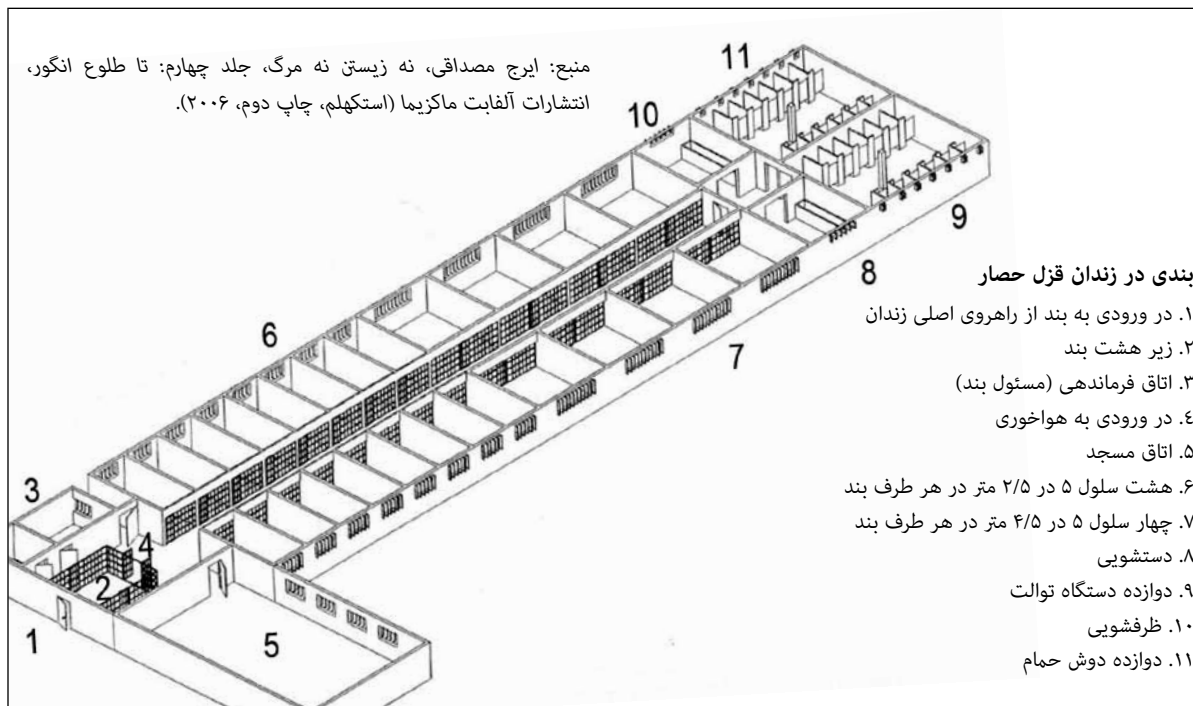 منبع: ایرج مصداقی، نه زیستن نه مرگ، جلد چهارم: تا طلوع انگور،
انتشارات آلفابت ماکزیما (استکهلم، چاپ دوم، ۲۰۰۶).
11
10
9
8
7
6
3
4
2
1
5
بندی در زندان قزل حصار
۱. در ورودی به بند از راهروی اصلی زندان
۲. زیر هشت بند
۳. اتاق فرماندهی (مسئول بند)
٤. در ورودی به هواخوری
۵. اتاق مسجد
۶. هشت سلول ۵ در ۲/۵ متر در هر طرف بند
۷. چهار سلول ۵ در ۴/۵ متر در هر طرف بند
۸. دستشویی
۹. دوازده دستگاه توالت
۱۰. ظرفشویی
۱۱. دوازده دوش حمام